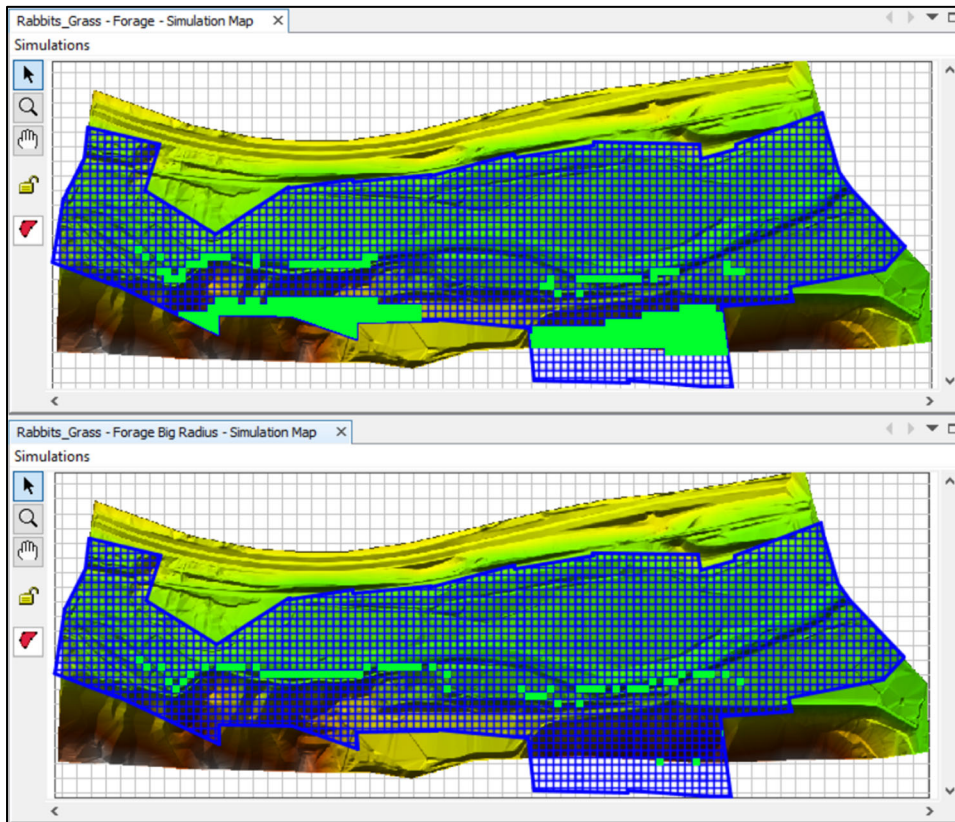 Rabbits_Grass - Forage - Simulation Map
Simulations
Rabbits_Grass - Forage Big Radius - Simulation Map
Simulations